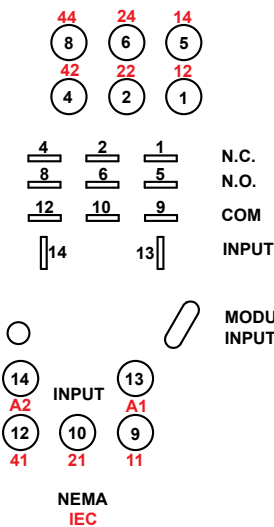 44 24 14
8 6 5
42 22 12
4 2 1
4 2 1 N.C.
8 6 5 N.O.
12 10 9 COM
14 13 INPUT
MODU
INPUT
14 INPUT 13
A2 A1
12 10 9
41 21 11
NEMA
IEC